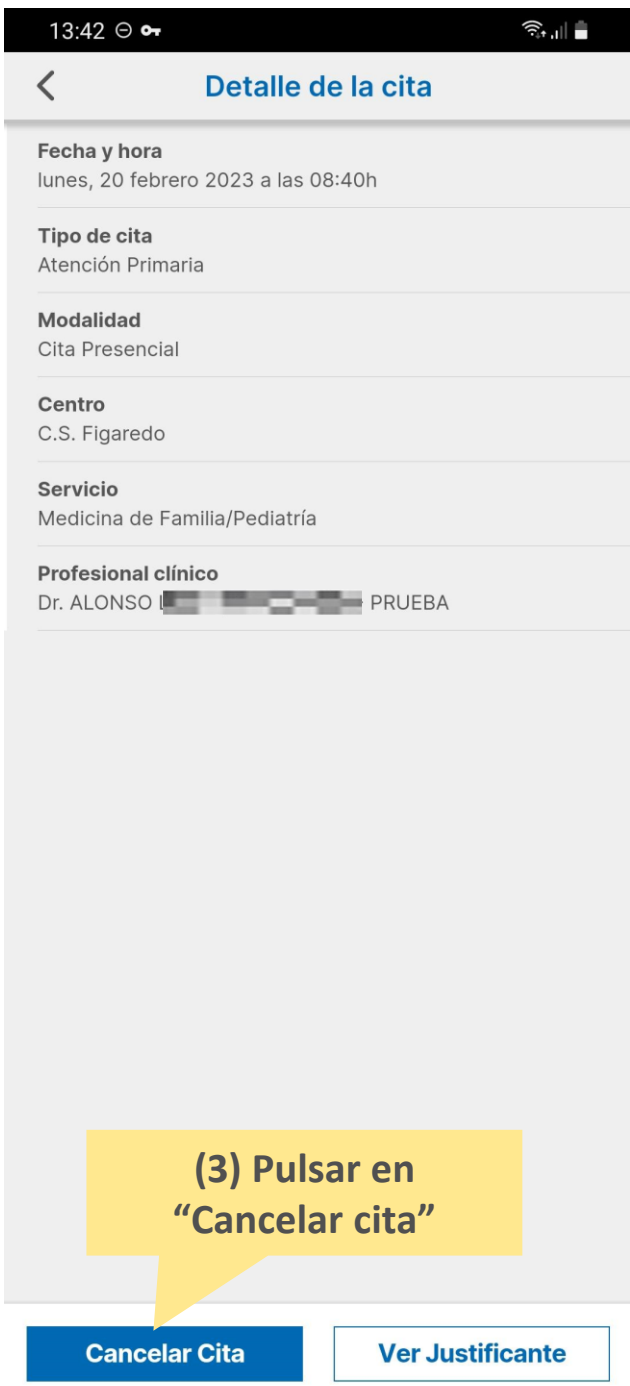 13:42
Detalle de la cita
Fecha y hora
lunes, 20 febrero 2023 a las 08:40h
Tipo de cita
Atención Primaria
Modalidad
Cita Presencial
Centro
C.S. Figaredo
Servicio
Medicina de Familia/Pediatría
Profesional clínico
Dr. ALONSO PRUEBA
(3) Pulsar en
“Cancelar cita”
Cancelar Cita
Ver Justificante